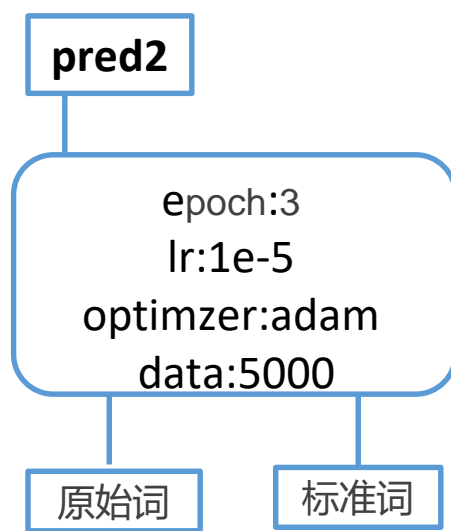 pred2
epoch:3
lr:1e-5
optimzer:adam
data:5000
原始词
标准词